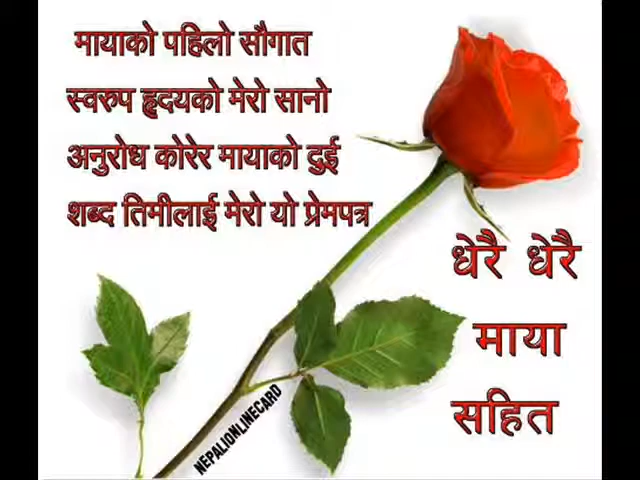 मायाको पहिलो सौगात
स्वरुप हृदयको मेरो सानो
अनुरोध कोरेर मायाको दुई
शब्द तिमीलाई मेरो यो प्रेमपत्र
धेरै धेरै
माया
सहित
NEPALIONLINECARD